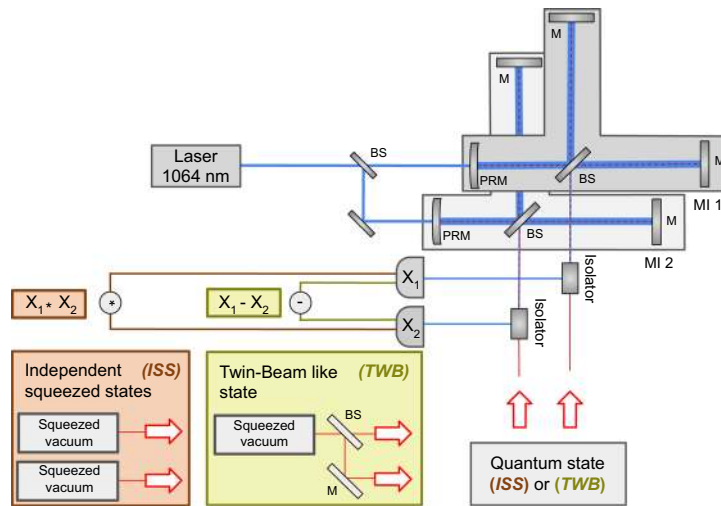 M
M
BS
Laser
1064 nm
PRM
BS
M
MI 1
PRM
BS
M
MI 2
Isolator
Isolator
X₁ * X₂
*
X₁ - X₂
-
X₁
X₂
Independent (ISS)
squeezed states
Squeezed
vacuum
Squeezed
vacuum
Twin-Beam like (TWB)
state
BS
Squeezed
vacuum
M
Quantum state
(ISS) or (TWB)